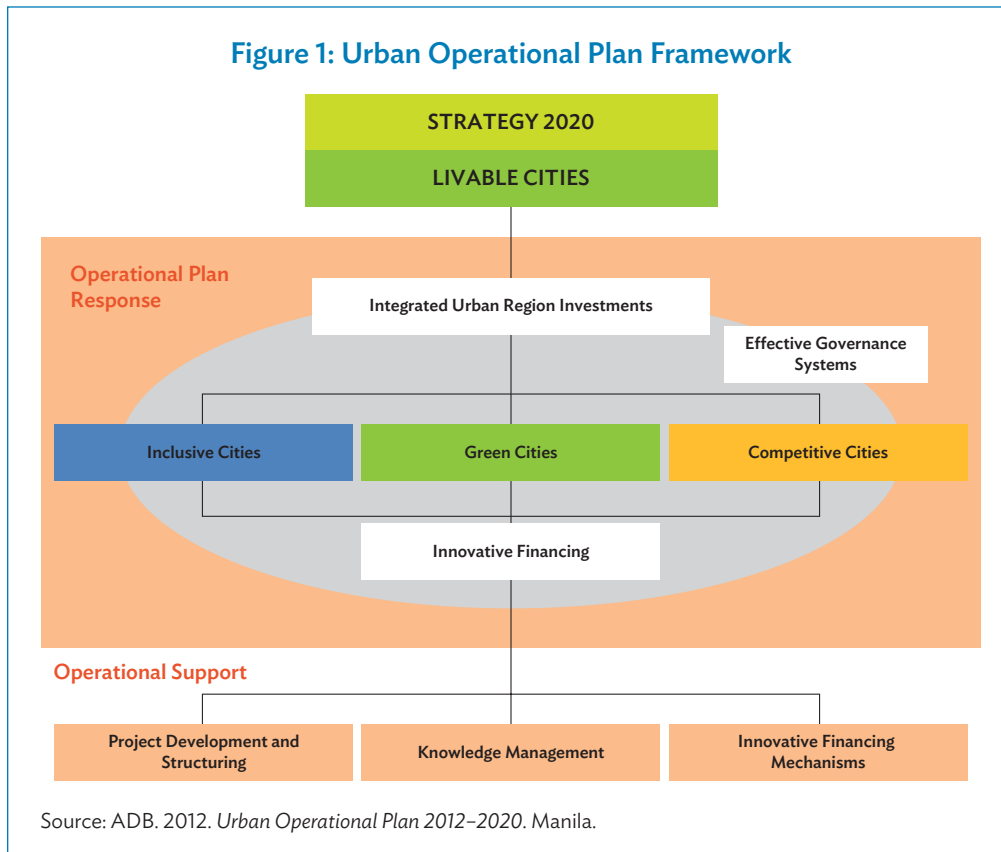 Figure 1: Urban Operational Plan Framework
STRATEGY 2020
LIVABLE CITIES
Operational Plan
Response
Integrated Urban Region Investments
Effective Governance
Systems
Inclusive Cities
Green Cities
Competitive Cities
Innovative Financing
Operational Support
Project Development and
Structuring
Knowledge Management
Innovative Financing
Mechanisms
Source: ADB. 2012. Urban Operational Plan 2012–2020. Manila.